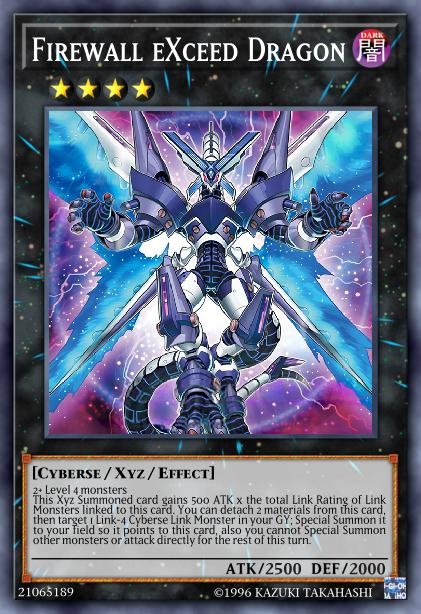 FIREWALL EXCEED DRAGON
DARK
闇
[CYBERSE / XYZ / EFFECT]
2+ Level 4 monsters
This Xyz Summoned card gains 500 ATK x the total Link Rating of Link
Monsters linked to this card. You can detach 2 materials from this card,
then target 1 Link-4 Cyberse Link Monster in your GY; Special Summon it
to your field so it points to this card, also you cannot Special Summon
other monsters or attack directly for the rest of this turn.
ATK/2500 DEF/2000
21065189
©1996 KAZUKI TAKAHASHI